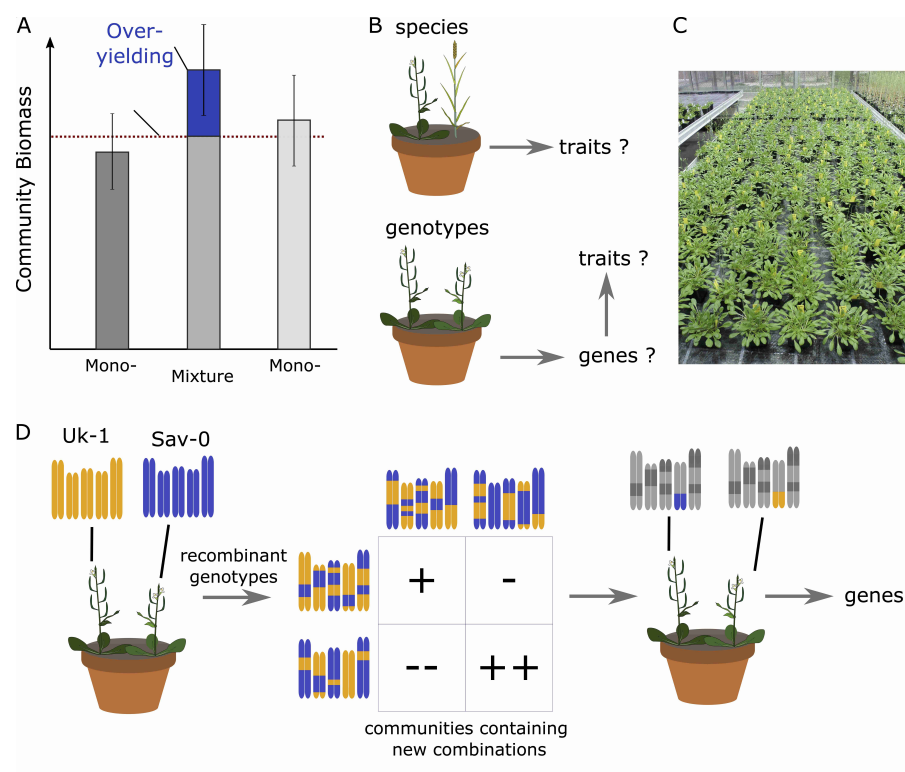 A
Over-
yielding
Community Biomass
Mono-
Mixture
Mono-
B
species
traits ?
genotypes
traits ?
genes ?
C
D
Uk-1
Sav-0
recombinant
genotypes
+
-
--
++
communities containing
new combinations
genes